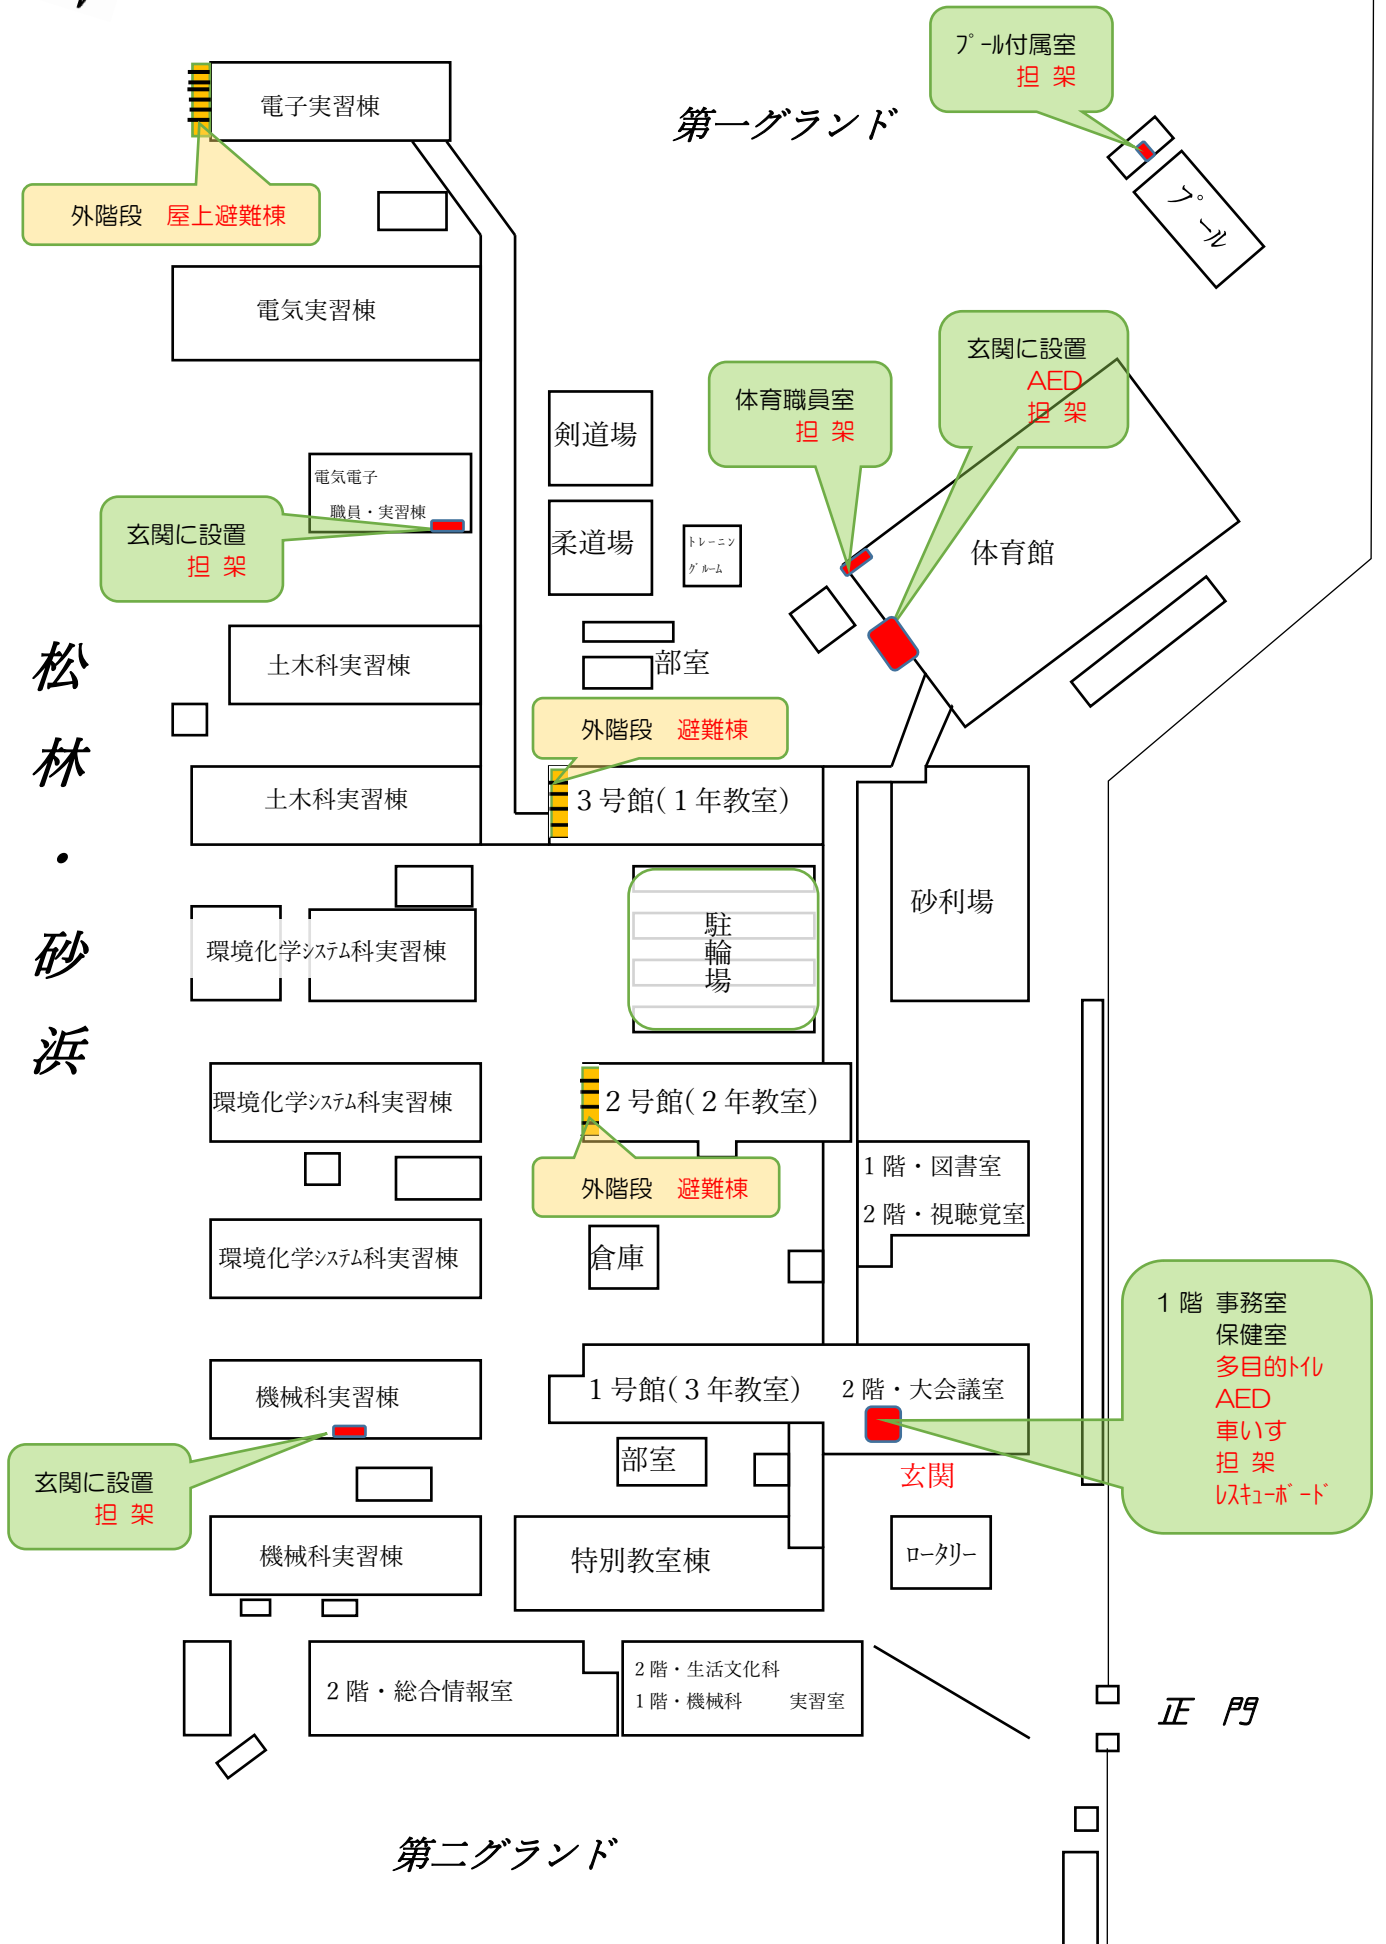 プール付属室
担 架
電子実習棟
第一グランド
プール
外階段 屋上避難棟
電気実習棟
玄関に設置
AED
担 架
体育職員室
担 架
剣道場
電気電子
職員・実習棟
玄関に設置
担 架
柔道場
トレーニン
グルーム
体育館
松林・砂浜
土木科実習棟
部室
外階段 避難棟
土木科実習棟
3号館(1年教室)
砂利場
駐輪場
環境化学システム科実習棟
環境化学システム科実習棟
2号館(2年教室)
外階段 避難棟
1階・図書室
2階・視聴覚室
環境化学システム科実習棟
倉庫
1階 事務室
保健室
多目的トイレ
AED
車いす
担 架
レスキューボード
機械科実習棟
1号館(3年教室)
2階・大会議室
玄関に設置
担 架
部室
玄関
機械科実習棟
特別教室棟
ロータリー
2階・総合情報室
2階・生活文化科
1階・機械科 実習室
正 門
第二グランド